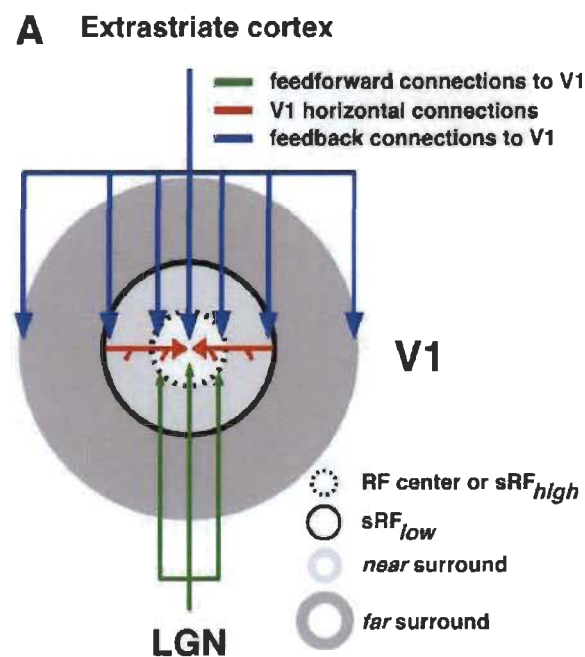 A Extrastriate cortex
feedforward connections to V1
V1 horizontal connections
feedback connections to V1
V1
RF center or sRFhigh
sRFlow
near surround
far surround
LGN